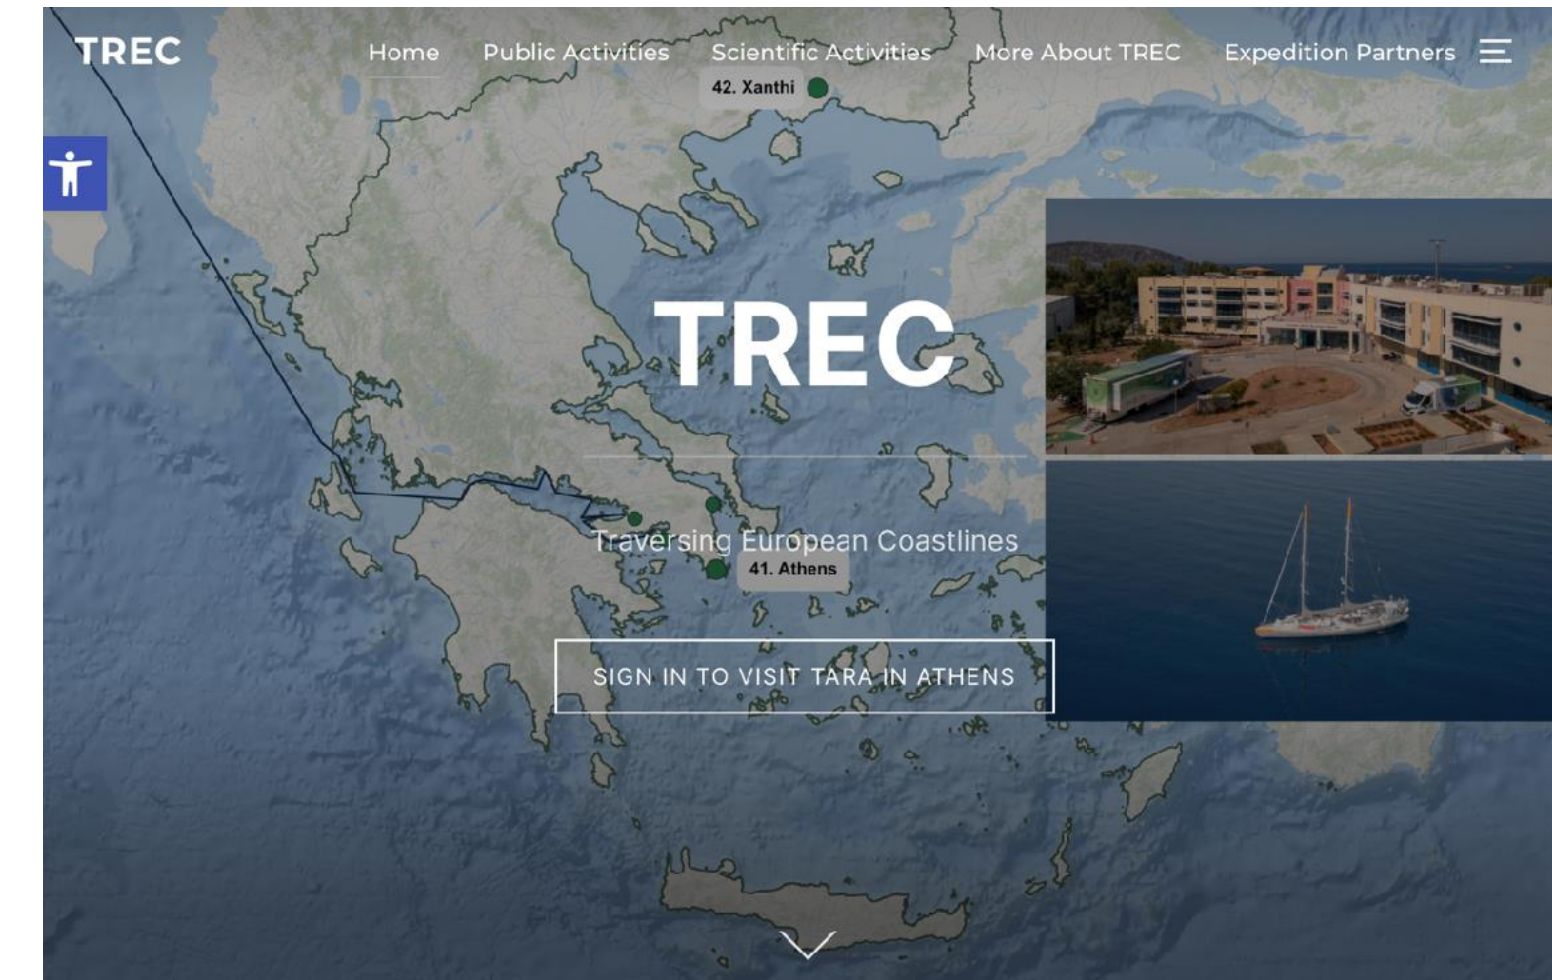 TREC
Home Public Activities Scientific Activities More About TREC Expedition Partners
42. Xanthi
TREC
Traversing European Coastlines
41. Athens
SIGN IN TO VISIT TARA IN ATHENS